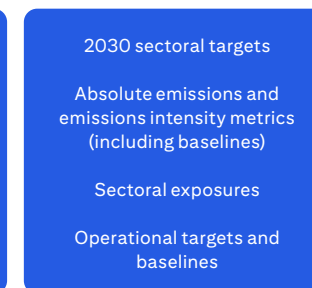 2030 sectoral targets
Absolute emissions and
emissions intensity metrics
(including baselines)
Sectoral exposures
Operational targets and
baselines